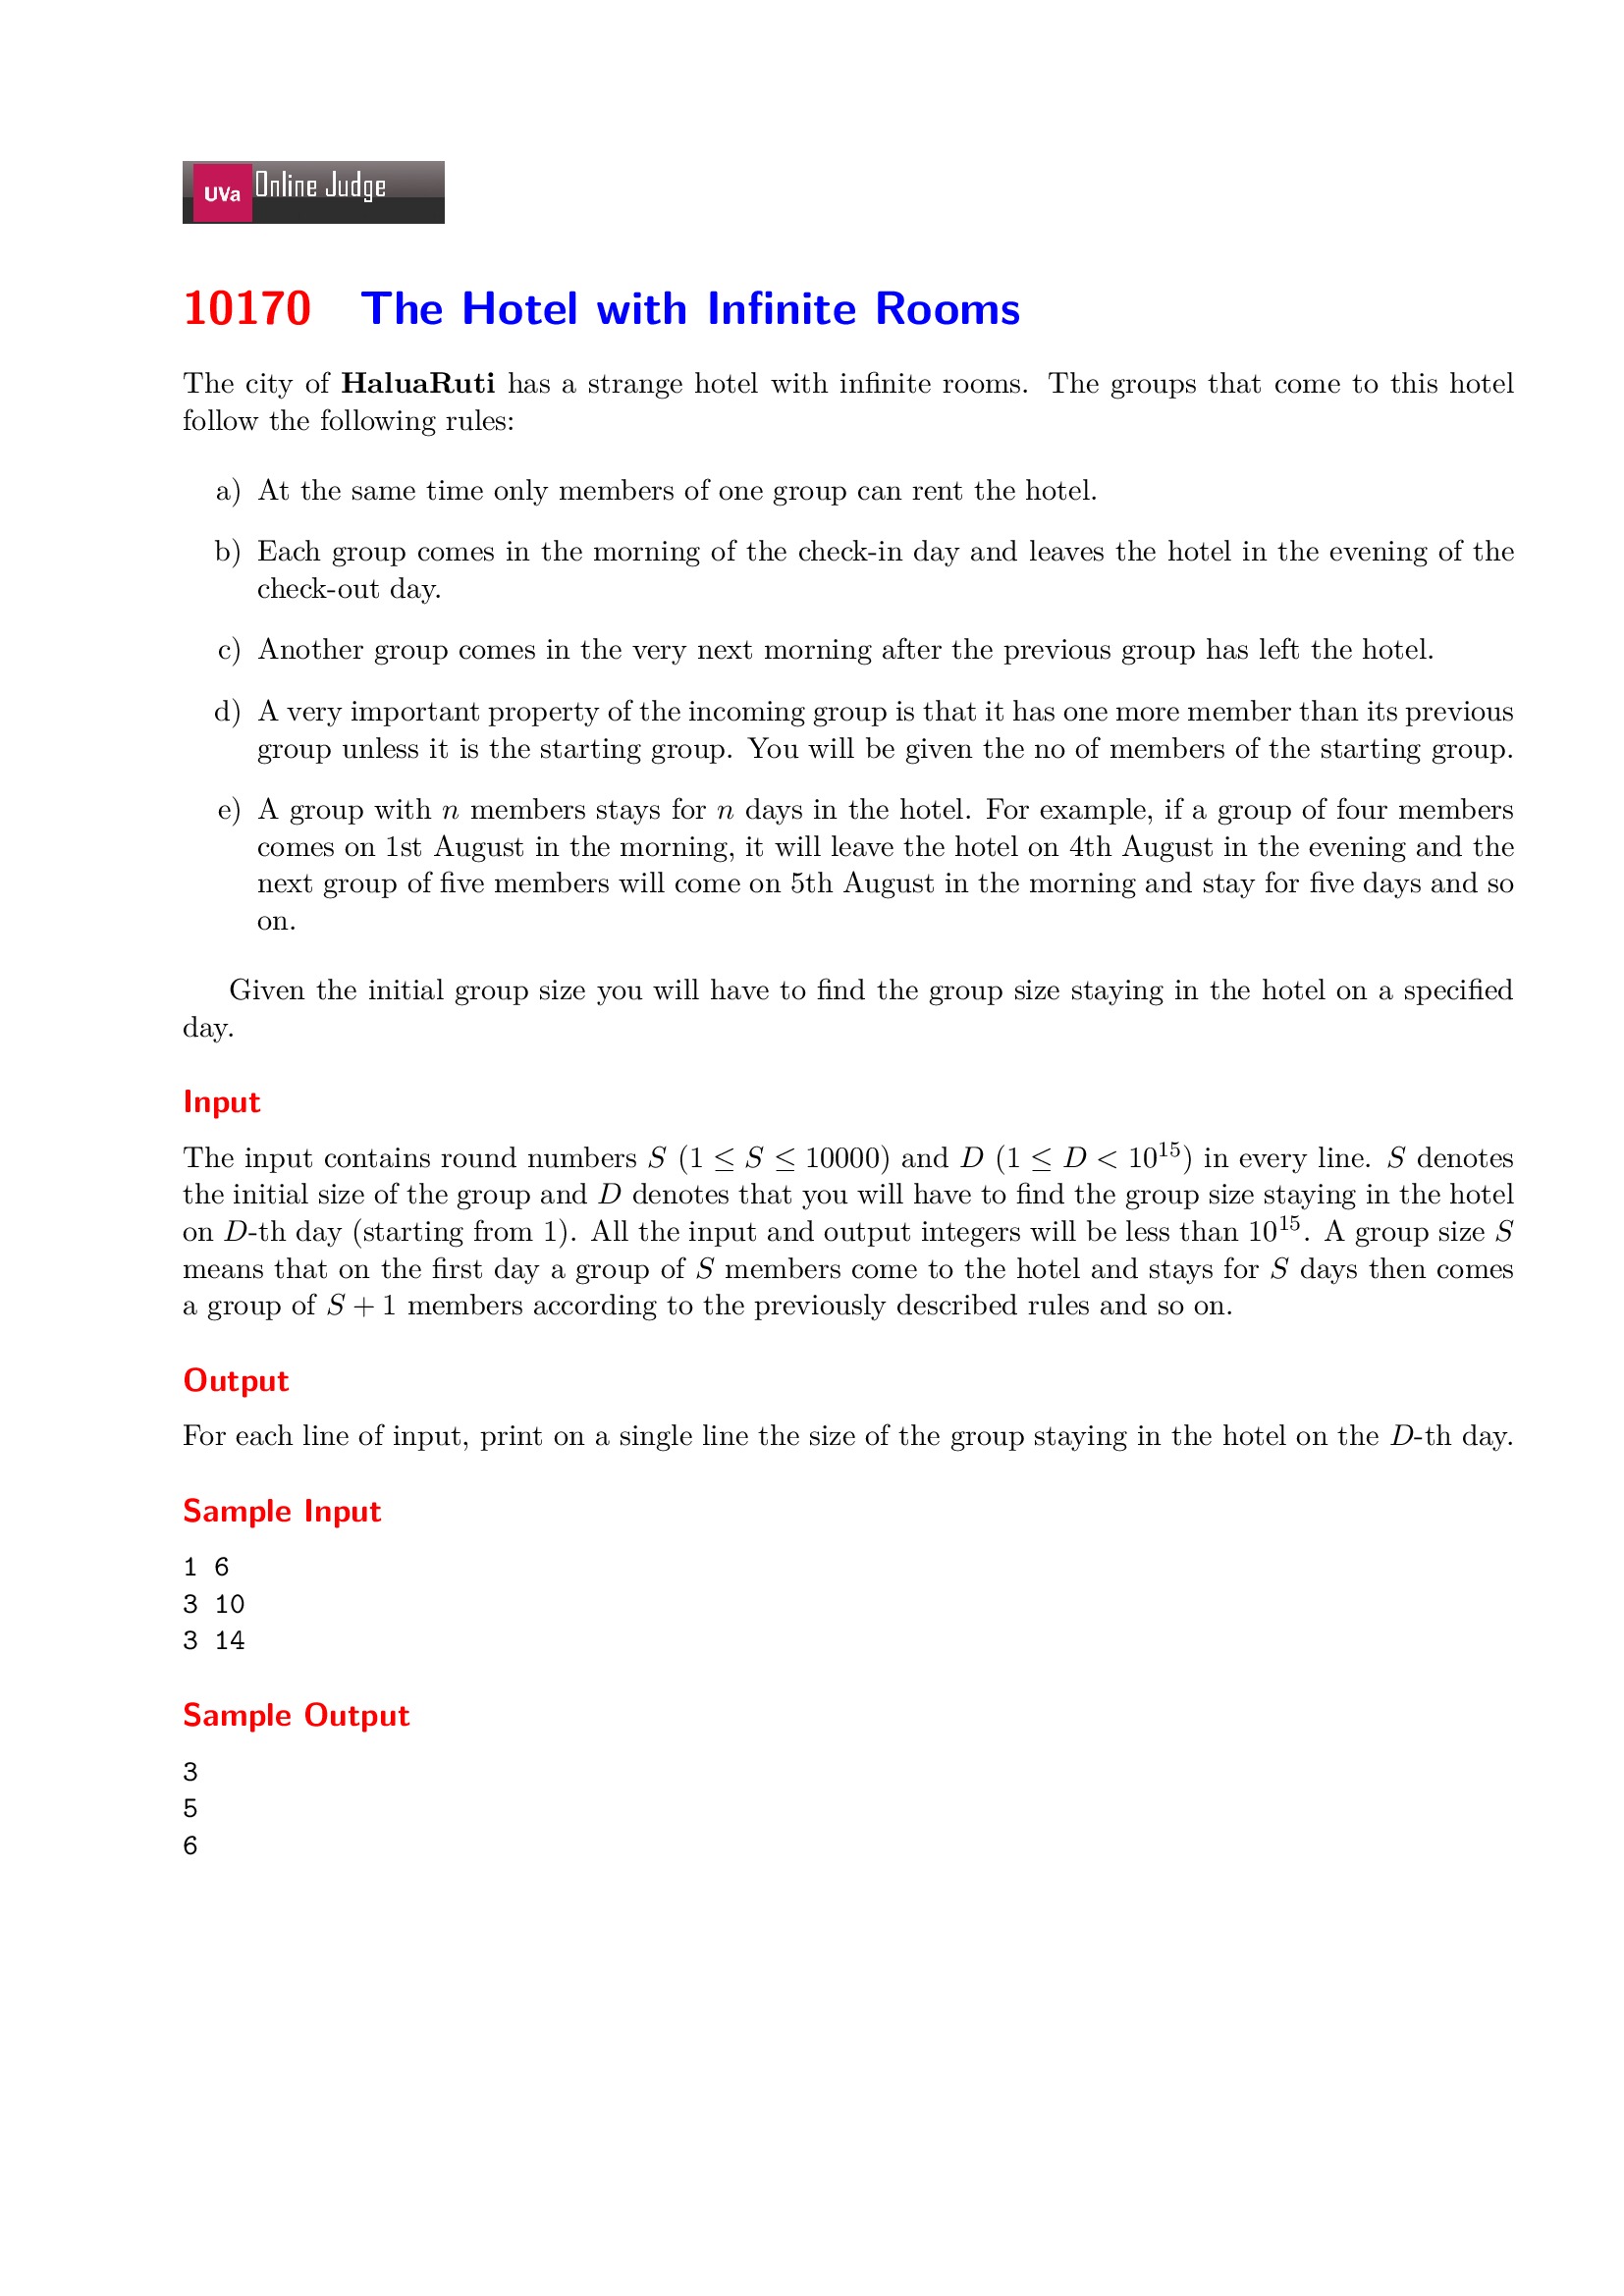 UVa Online Judge
10170 The Hotel with Infinite Rooms
The city of HaluaRuti has a strange hotel with infinite rooms. The groups that come to this hotel
follow the following rules:
a) At the same time only members of one group can rent the hotel.
b) Each group comes in the morning of the check-in day and leaves the hotel in the evening of the
check-out day.
c) Another group comes in the very next morning after the previous group has left the hotel.
d) A very important property of the incoming group is that it has one more member than its previous
group unless it is the starting group. You will be given the no of members of the starting group.
e) A group with n members stays for n days in the hotel. For example, if a group of four members
comes on 1st August in the morning, it will leave the hotel on 4th August in the evening and the
next group of five members will come on 5th August in the morning and stay for five days and so
on.
Given the initial group size you will have to find the group size staying in the hotel on a specified
day.
Input
The input contains round numbers S (1 ≤ S ≤ 10000) and D (1 ≤ D < 10^15) in every line. S denotes
the initial size of the group and D denotes that you will have to find the group size staying in the hotel
on D-th day (starting from 1). All the input and output integers will be less than 10^15. A group size S
means that on the first day a group of S members come to the hotel and stays for S days then comes
a group of S + 1 members according to the previously described rules and so on.
Output
For each line of input, print on a single line the size of the group staying in the hotel on the D-th day.
Sample Input
1 6
3 10
3 14
Sample Output
3
5
6